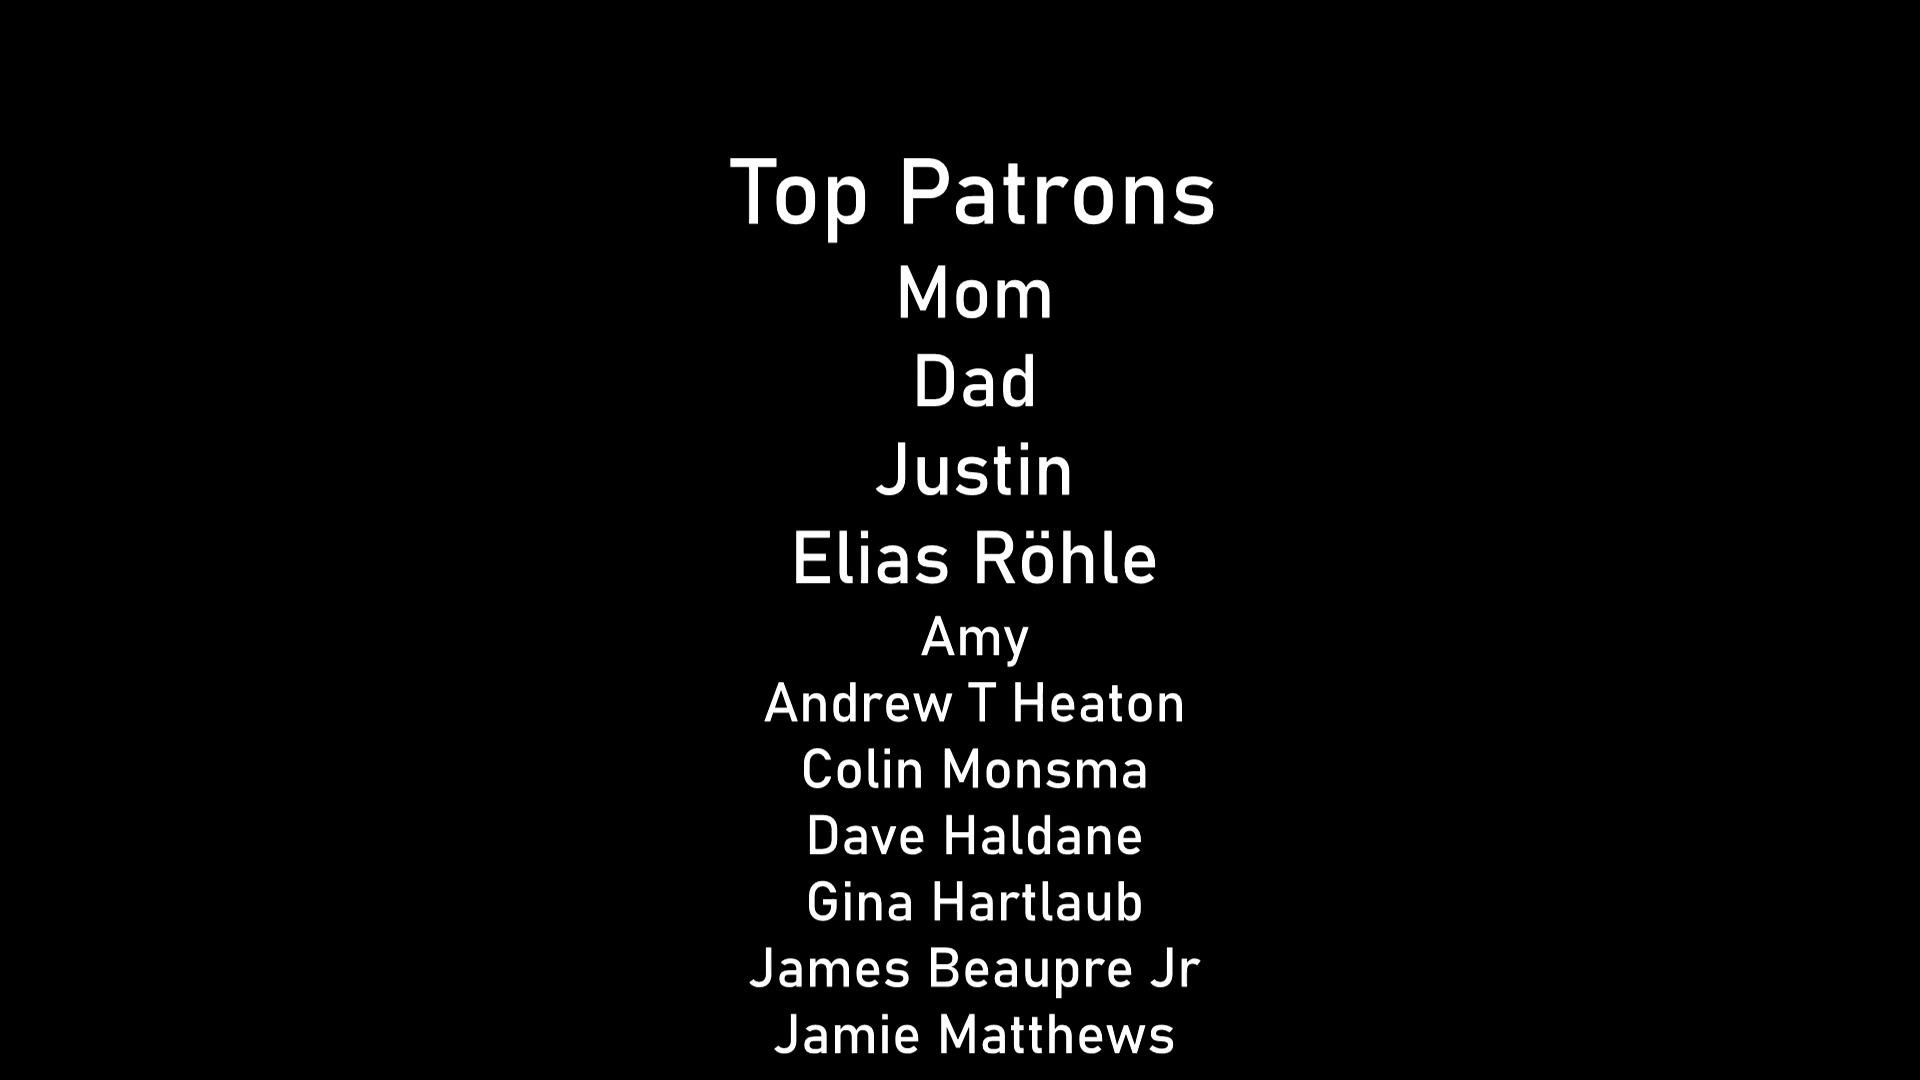 Top Patrons
Mom
Dad
Justin
Elias Röhle
Amy
Andrew T Heaton
Colin Monsma
Dave Haldane
Gina Hartlaub
James Beaupre Jr
Jamie Matthews